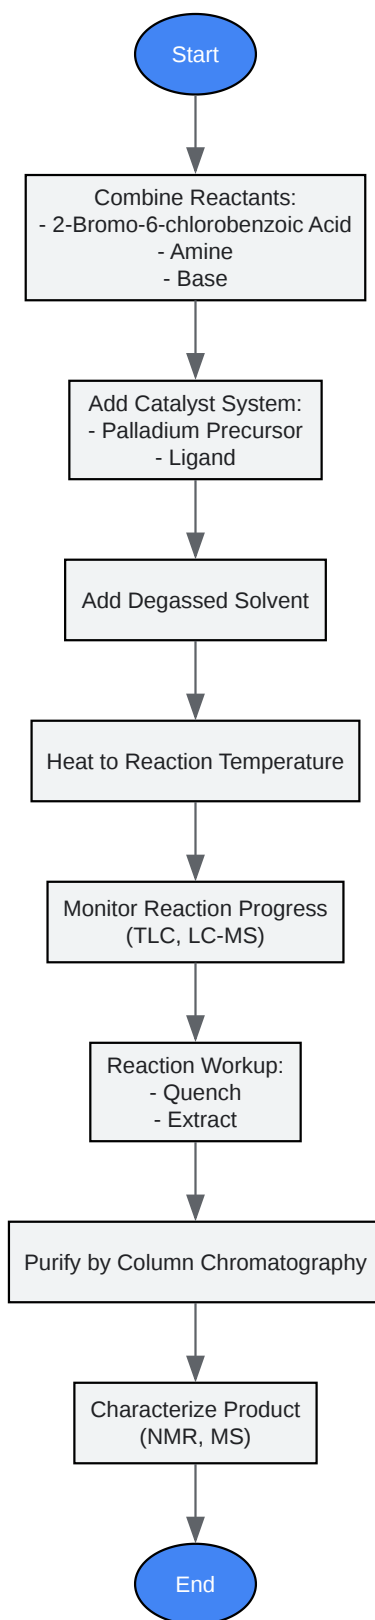 Start
Combine Reactants:
- 2-Bromo-6-chlorobenzoic Acid
- Amine
- Base
Add Catalyst System:
- Palladium Precursor
- Ligand
Add Degassed Solvent
Heat to Reaction Temperature
Monitor Reaction Progress
(TLC, LC-MS)
Reaction Workup:
- Quench
- Extract
Purify by Column Chromatography
Characterize Product
(NMR, MS)
End